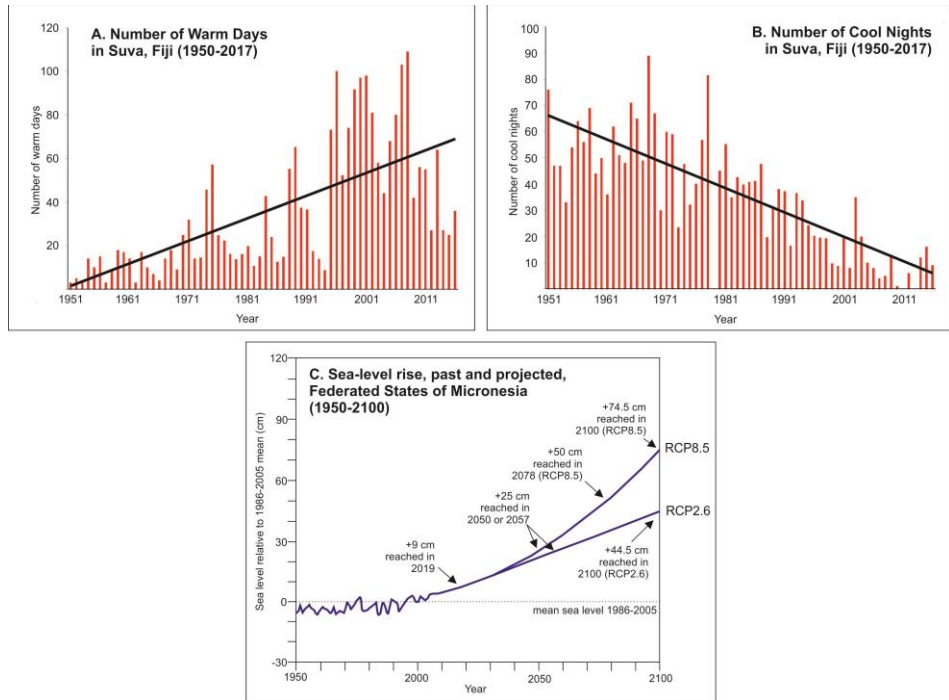 A. Number of Warm Days
in Suva, Fiji (1950-2017)
120
100
80
60
40
20
Number of warm days
1951
1961
1971
1981
1991
2001
2011
Year
B. Number of Cool Nights
in Suva, Fiji (1950-2017)
100
90
80
70
60
50
40
30
20
10
Number of cool nights
1951
1961
1971
1981
1991
2001
2011
Year
C. Sea-level rise, past and projected,
Federated States of Micronesia
(1950-2100)
120
90
60
30
0
-30
Sea level relative to 1986-2005 mean (cm)
+74.5 cm
reached in
2100 (RCP8.5)
RCP8.5
+50 cm
reached in
2078 (RCP8.5)
+25 cm
reached in
2050 or 2057
RCP2.6
+9 cm
reached in
2019
+44.5 cm
reached in
2100 (RCP2.6)
mean sea level 1986-2005
1950
2000
2050
2100
Year